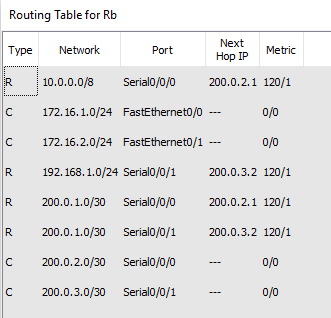 Routing Table for Rb
Type Network Port Next Hop IP Metric
R 10.0.0.0/8 Serial0/0/0 200.0.2.1 120/1
C 172.16.1.0/24 FastEthernet0/0 --- 0/0
C 172.16.2.0/24 FastEthernet0/1 --- 0/0
R 192.168.1.0/24 Serial0/0/1 200.0.3.2 120/1
R 200.0.1.0/30 Serial0/0/0 200.0.2.1 120/1
R 200.0.1.0/30 Serial0/0/1 200.0.3.2 120/1
C 200.0.2.0/30 Serial0/0/0 --- 0/0
C 200.0.3.0/30 Serial0/0/1 --- 0/0